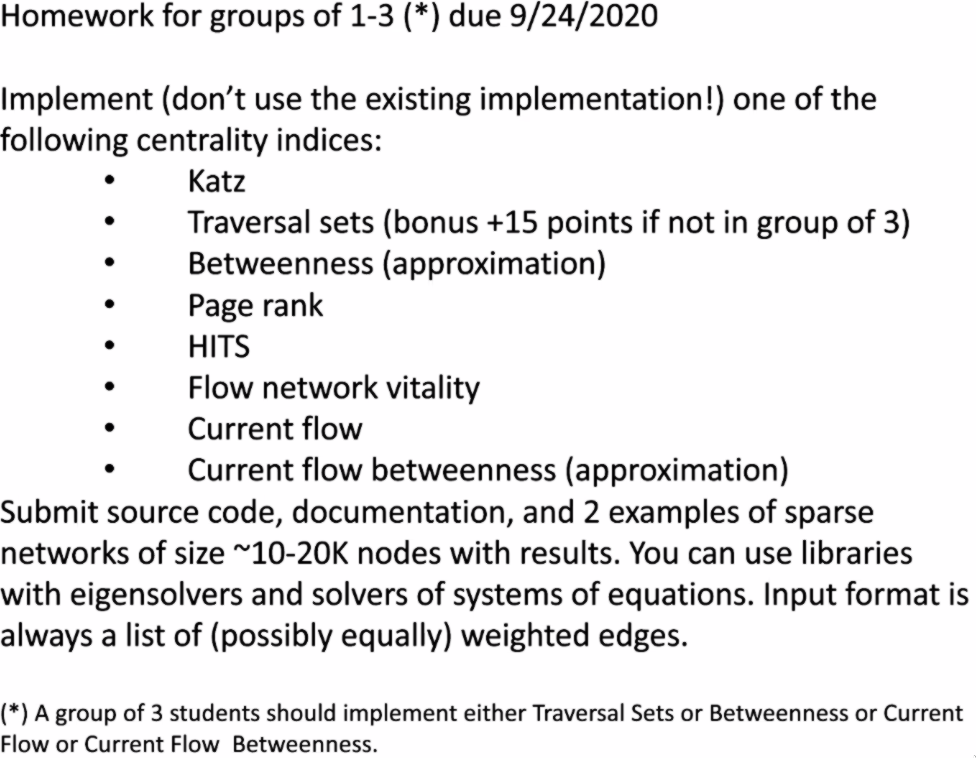 Homework for groups of 1-3 (*) due 9/24/2020
Implement (don’t use the existing implementation!) one of the
following centrality indices:
• Katz
• Traversal sets (bonus +15 points if not in group of 3)
• Betweenness (approximation)
• Page rank
• HITS
• Flow network vitality
• Current flow
• Current flow betweenness (approximation)
Submit source code, documentation, and 2 examples of sparse
networks of size ~10-20K nodes with results. You can use libraries
with eigensolvers and solvers of systems of equations. Input format is
always a list of (possibly equally) weighted edges.
(*) A group of 3 students should implement either Traversal Sets or Betweenness or Current
Flow or Current Flow Betweenness.